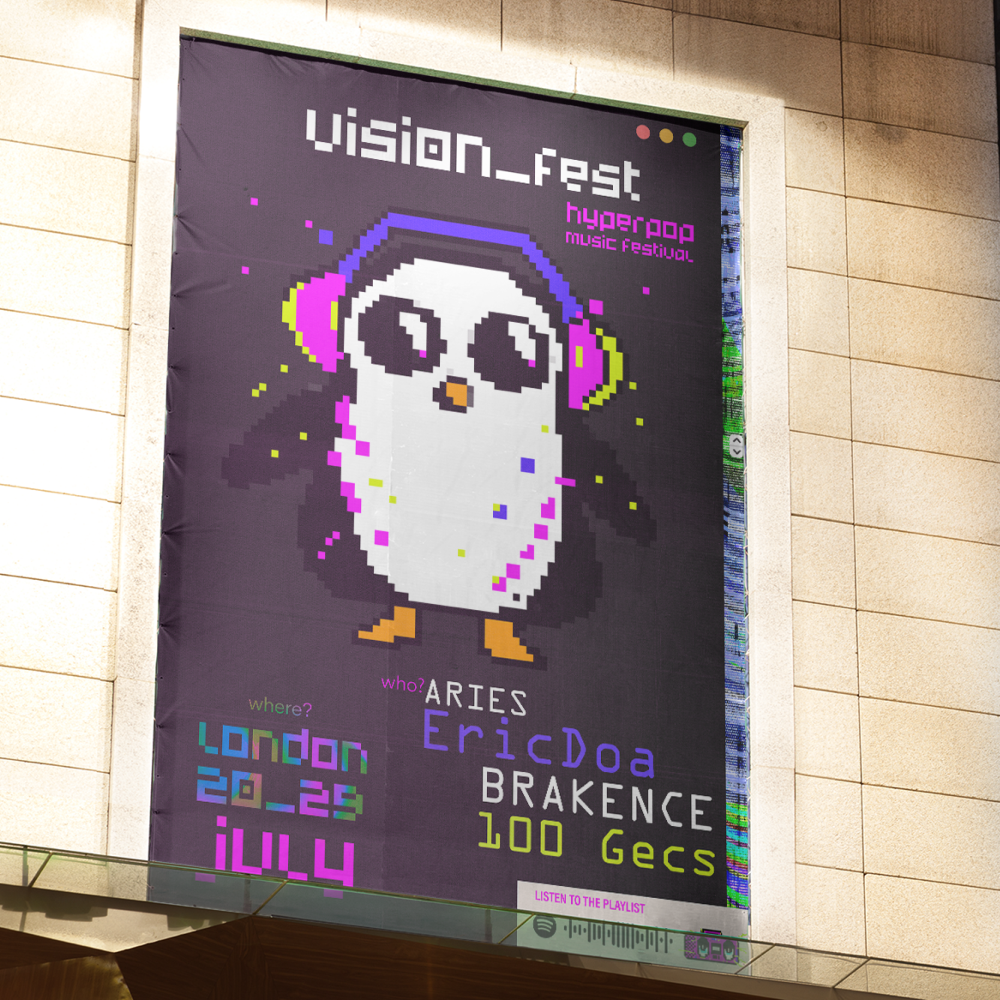 vision_fest
hyperpop
music festival
who?
ARIES
EricDoa
BRAKENCE
100 Gecs
where?
London
20_29
july
LISTEN TO THE PLAYLIST